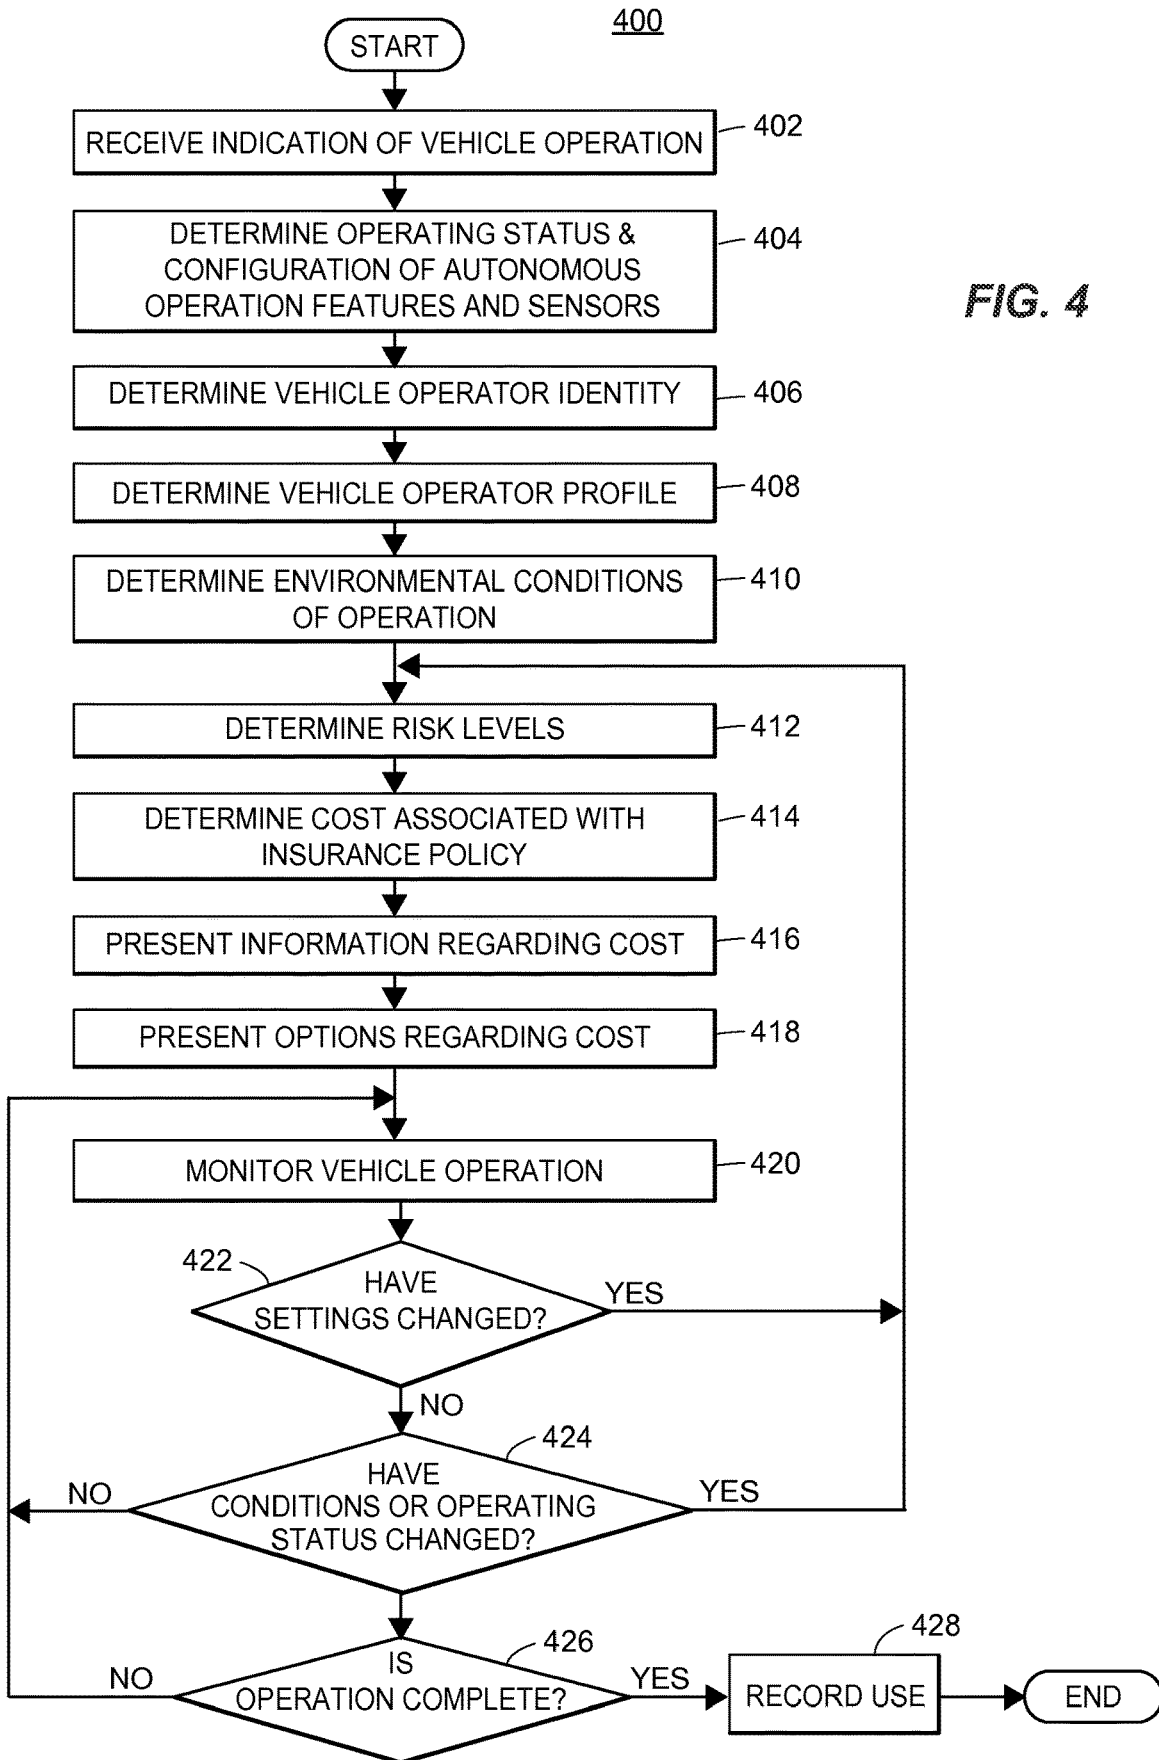 400
START
RECEIVE INDICATION OF VEHICLE OPERATION
402
DETERMINE OPERATING STATUS &
CONFIGURATION OF AUTONOMOUS
OPERATION FEATURES AND SENSORS
404
FIG. 4
DETERMINE VEHICLE OPERATOR IDENTITY
406
DETERMINE VEHICLE OPERATOR PROFILE
408
DETERMINE ENVIRONMENTAL CONDITIONS
OF OPERATION
410
DETERMINE RISK LEVELS
412
DETERMINE COST ASSOCIATED WITH
INSURANCE POLICY
414
PRESENT INFORMATION REGARDING COST
416
PRESENT OPTIONS REGARDING COST
418
MONITOR VEHICLE OPERATION
420
422
HAVE
SETTINGS CHANGED?
YES
NO
424
HAVE
CONDITIONS OR OPERATING
STATUS CHANGED?
NO
YES
426
IS
OPERATION COMPLETE?
NO
YES
428
RECORD USE
END